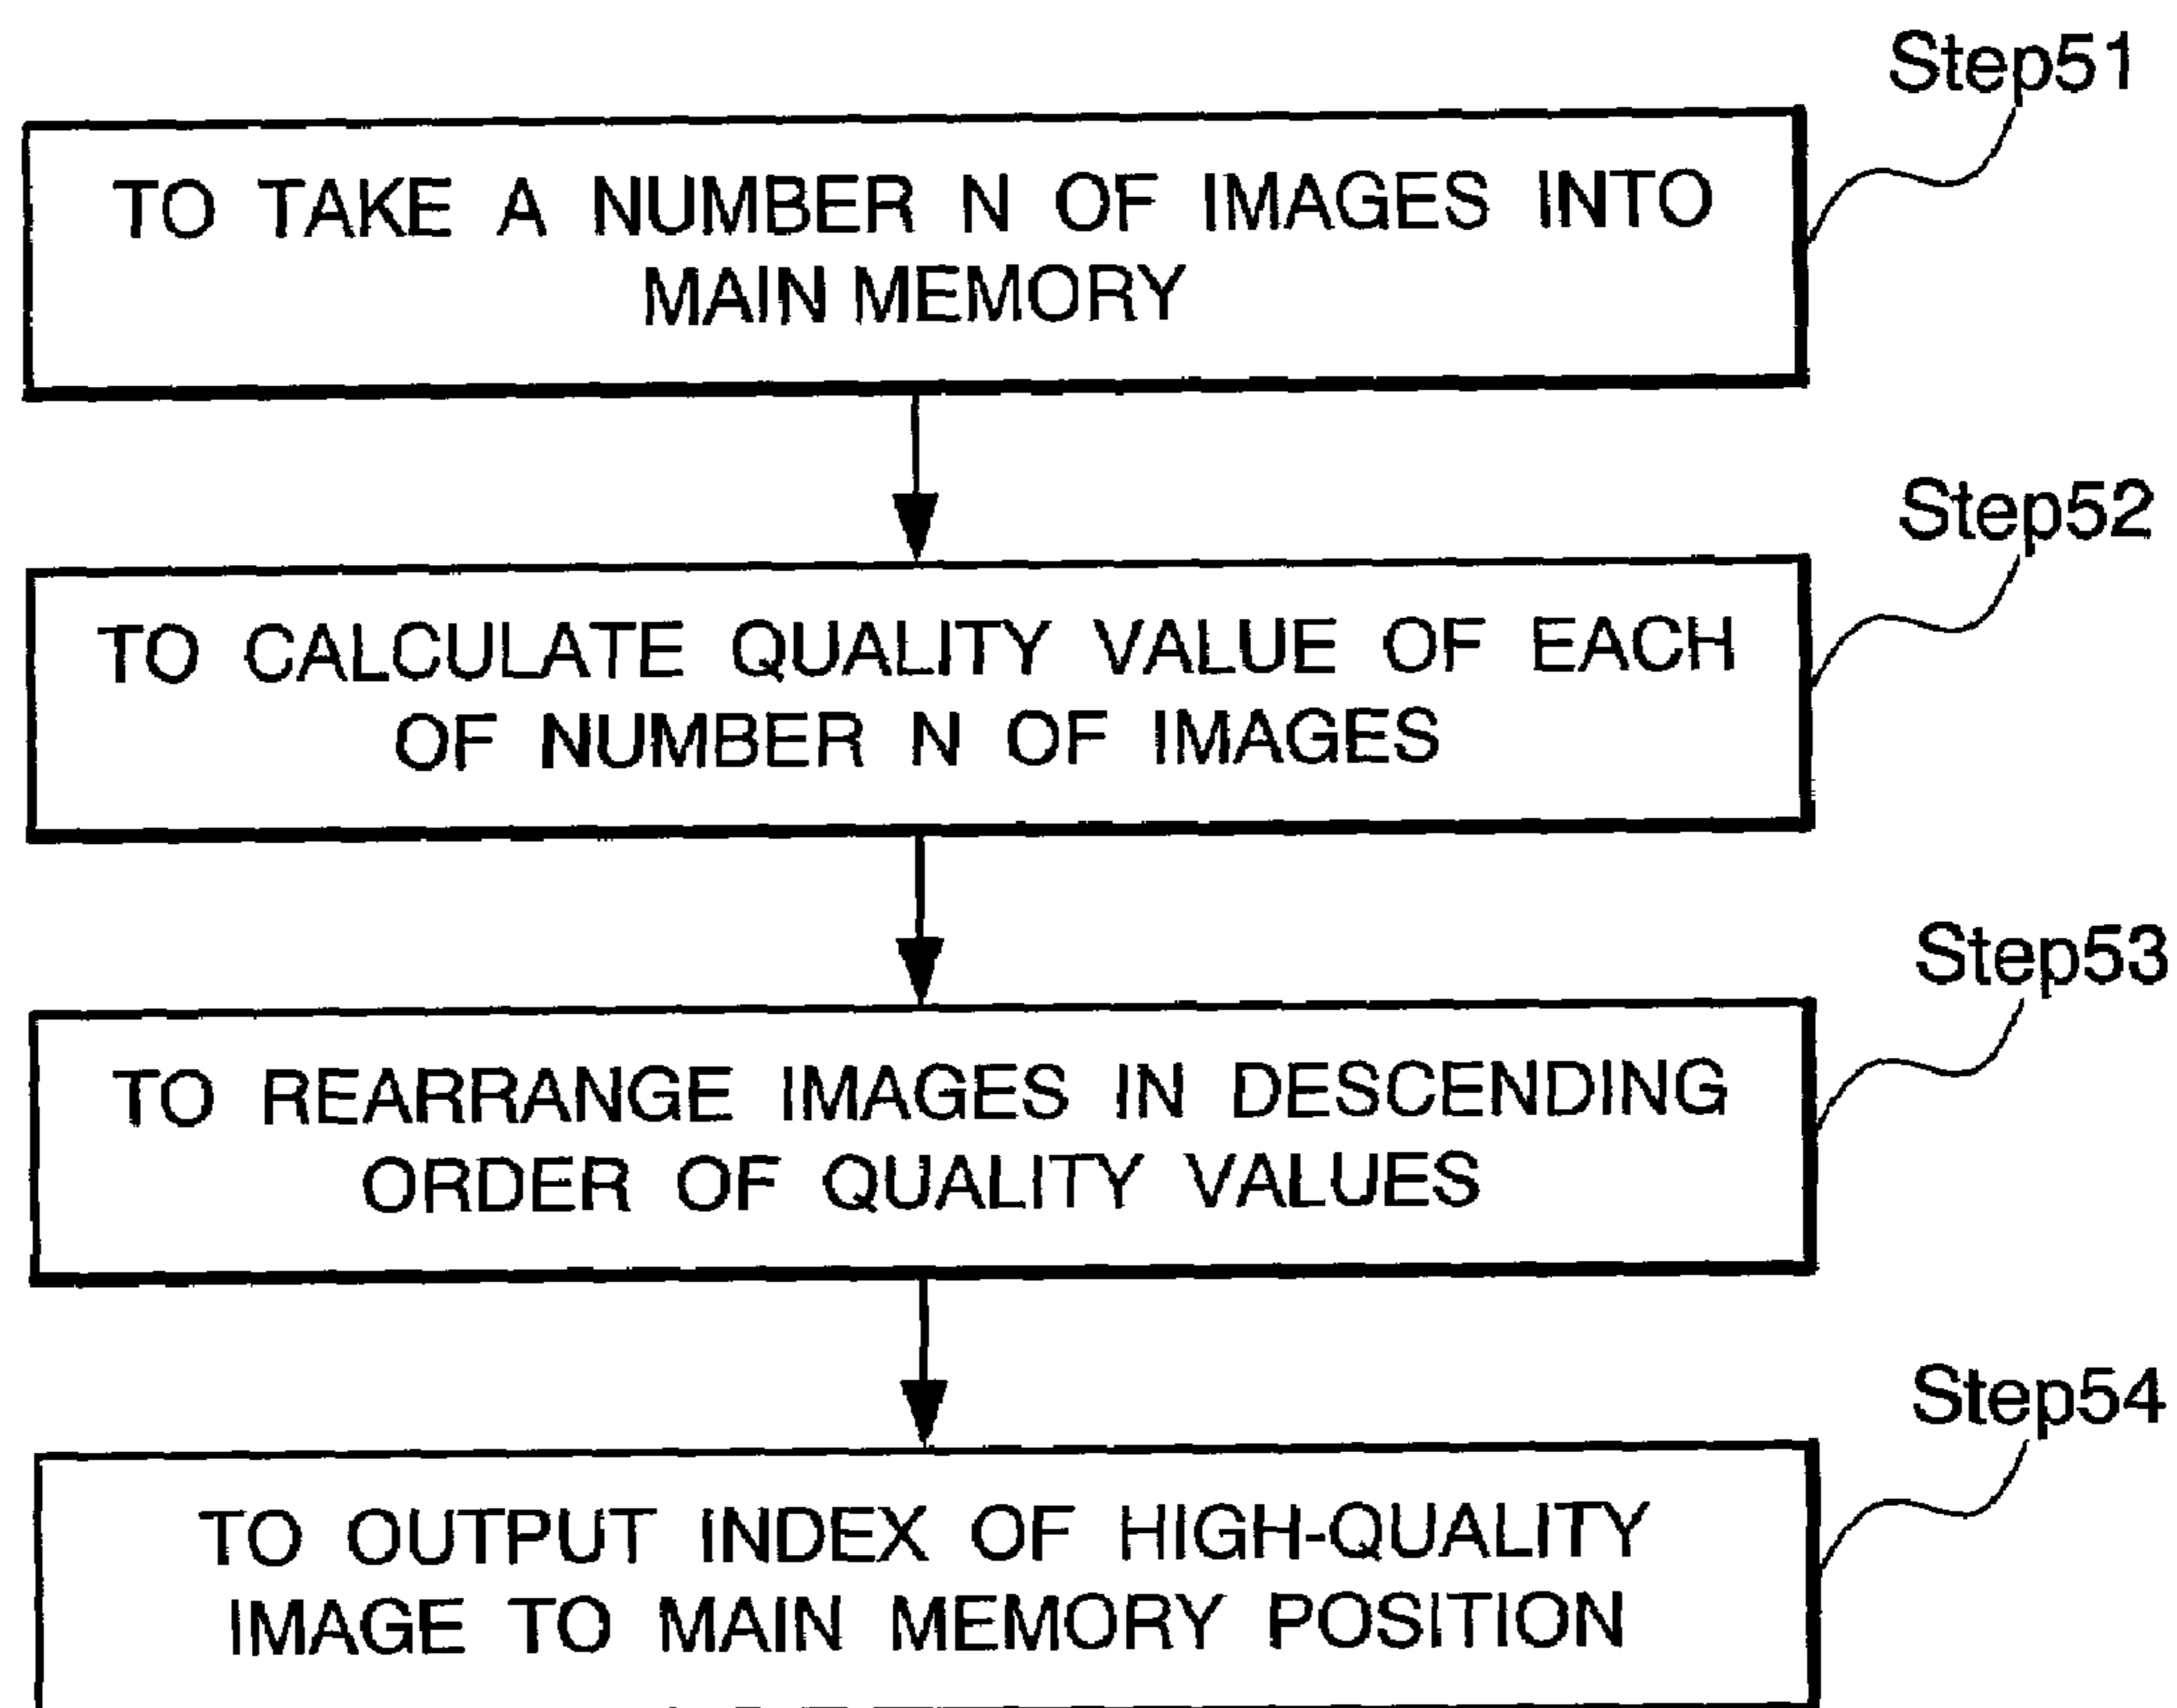 Step51
TO TAKE A NUMBER N OF IMAGES INTO
MAIN MEMORY
Step52
TO CALCULATE QUALITY VALUE OF EACH
OF NUMBER N OF IMAGES
Step53
TO REARRANGE IMAGES IN DESCENDING
ORDER OF QUALITY VALUES
Step54
TO OUTPUT INDEX OF HIGH-QUALITY
IMAGE TO MAIN MEMORY POSITION